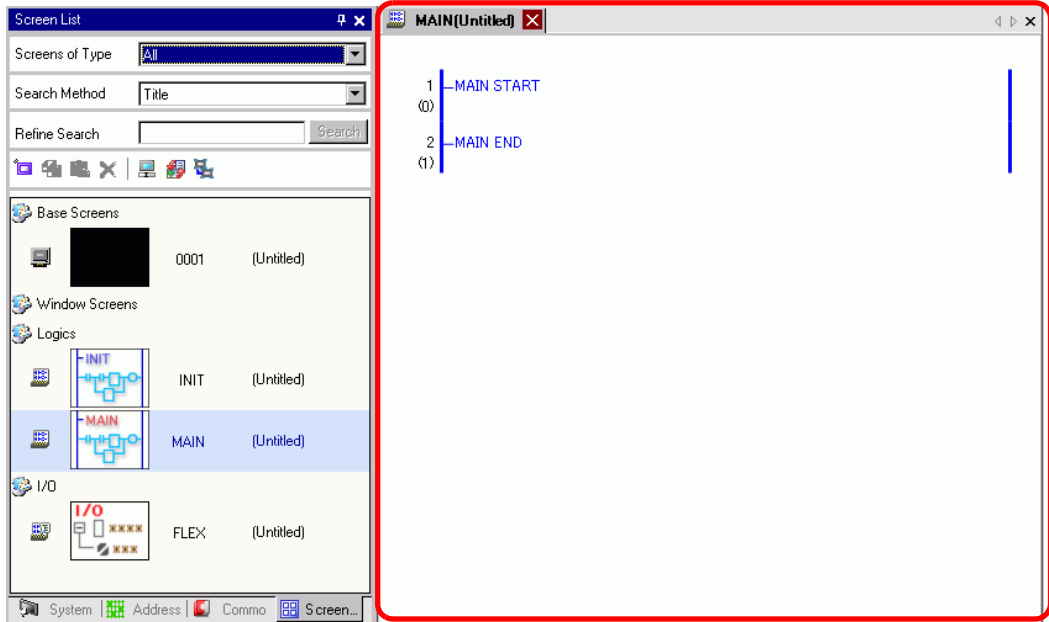 Screen List
Screens of Type All
Search Method Title
Refine Search Search
Base Screens
0001 (Untitled)
Window Screens
Logics
INIT
INIT (Untitled)
MAIN
MAIN (Untitled)
I/O
I/O
****
***
FLEX (Untitled)
System Address Commo Screen...
MAIN(Untitled)
1 MAIN START
(0)
2 MAIN END
(1)